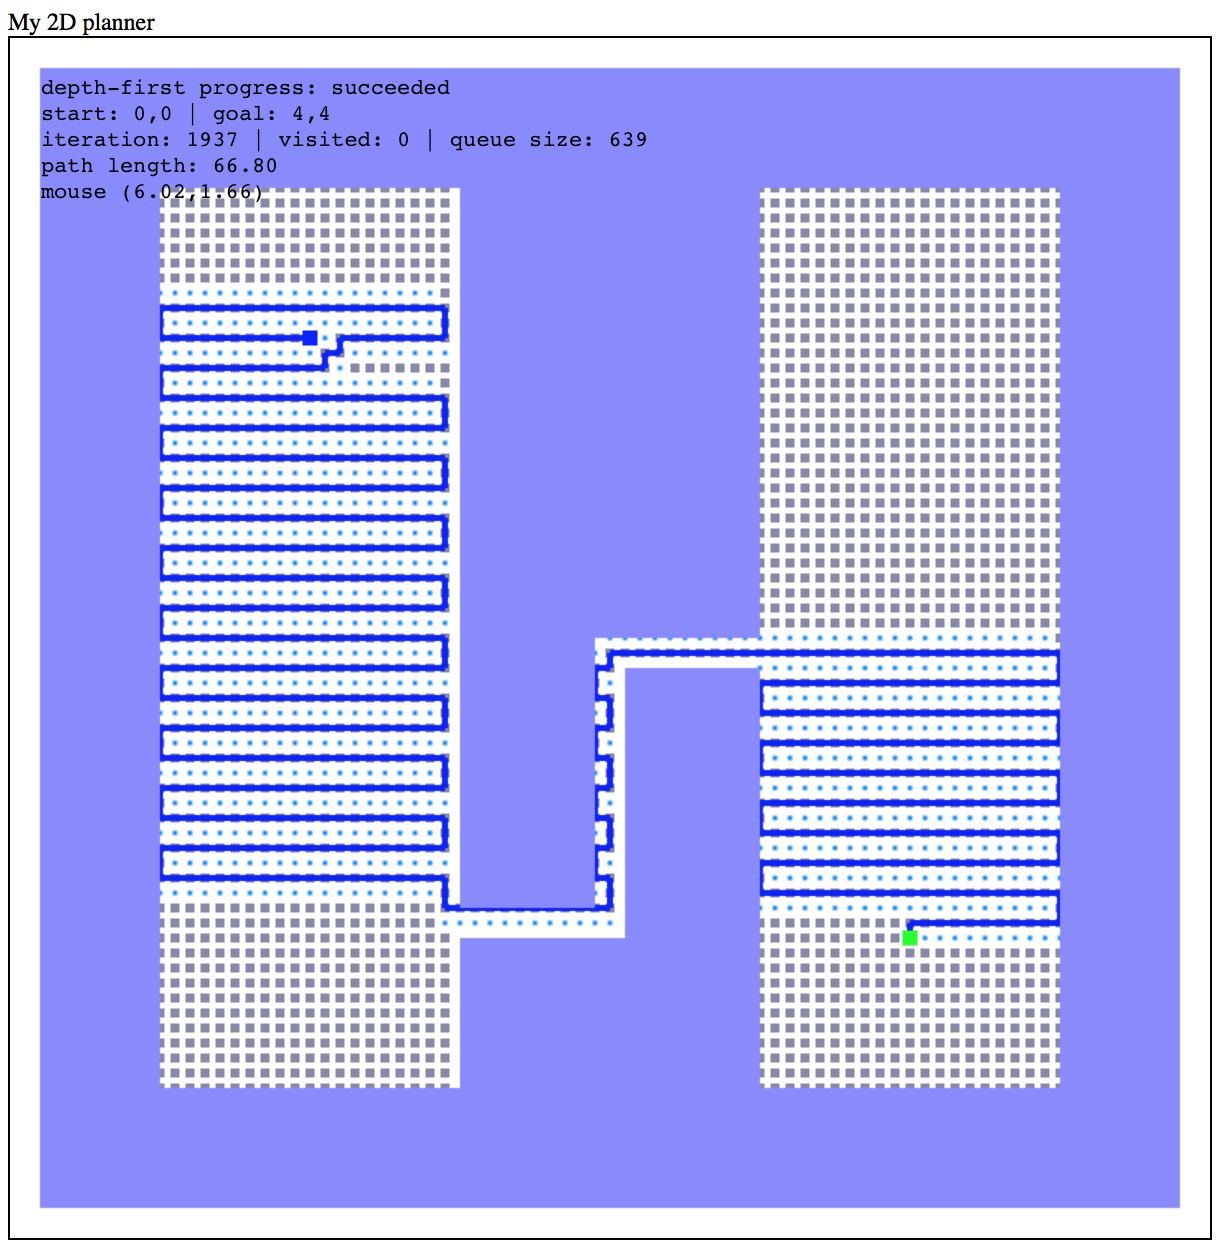 My 2D planner
depth-first progress: succeeded
start: 0,0 | goal: 4,4
iteration: 1937 | visited: 0 | queue size: 639
path length: 66.80
mouse (6.02,1.66)